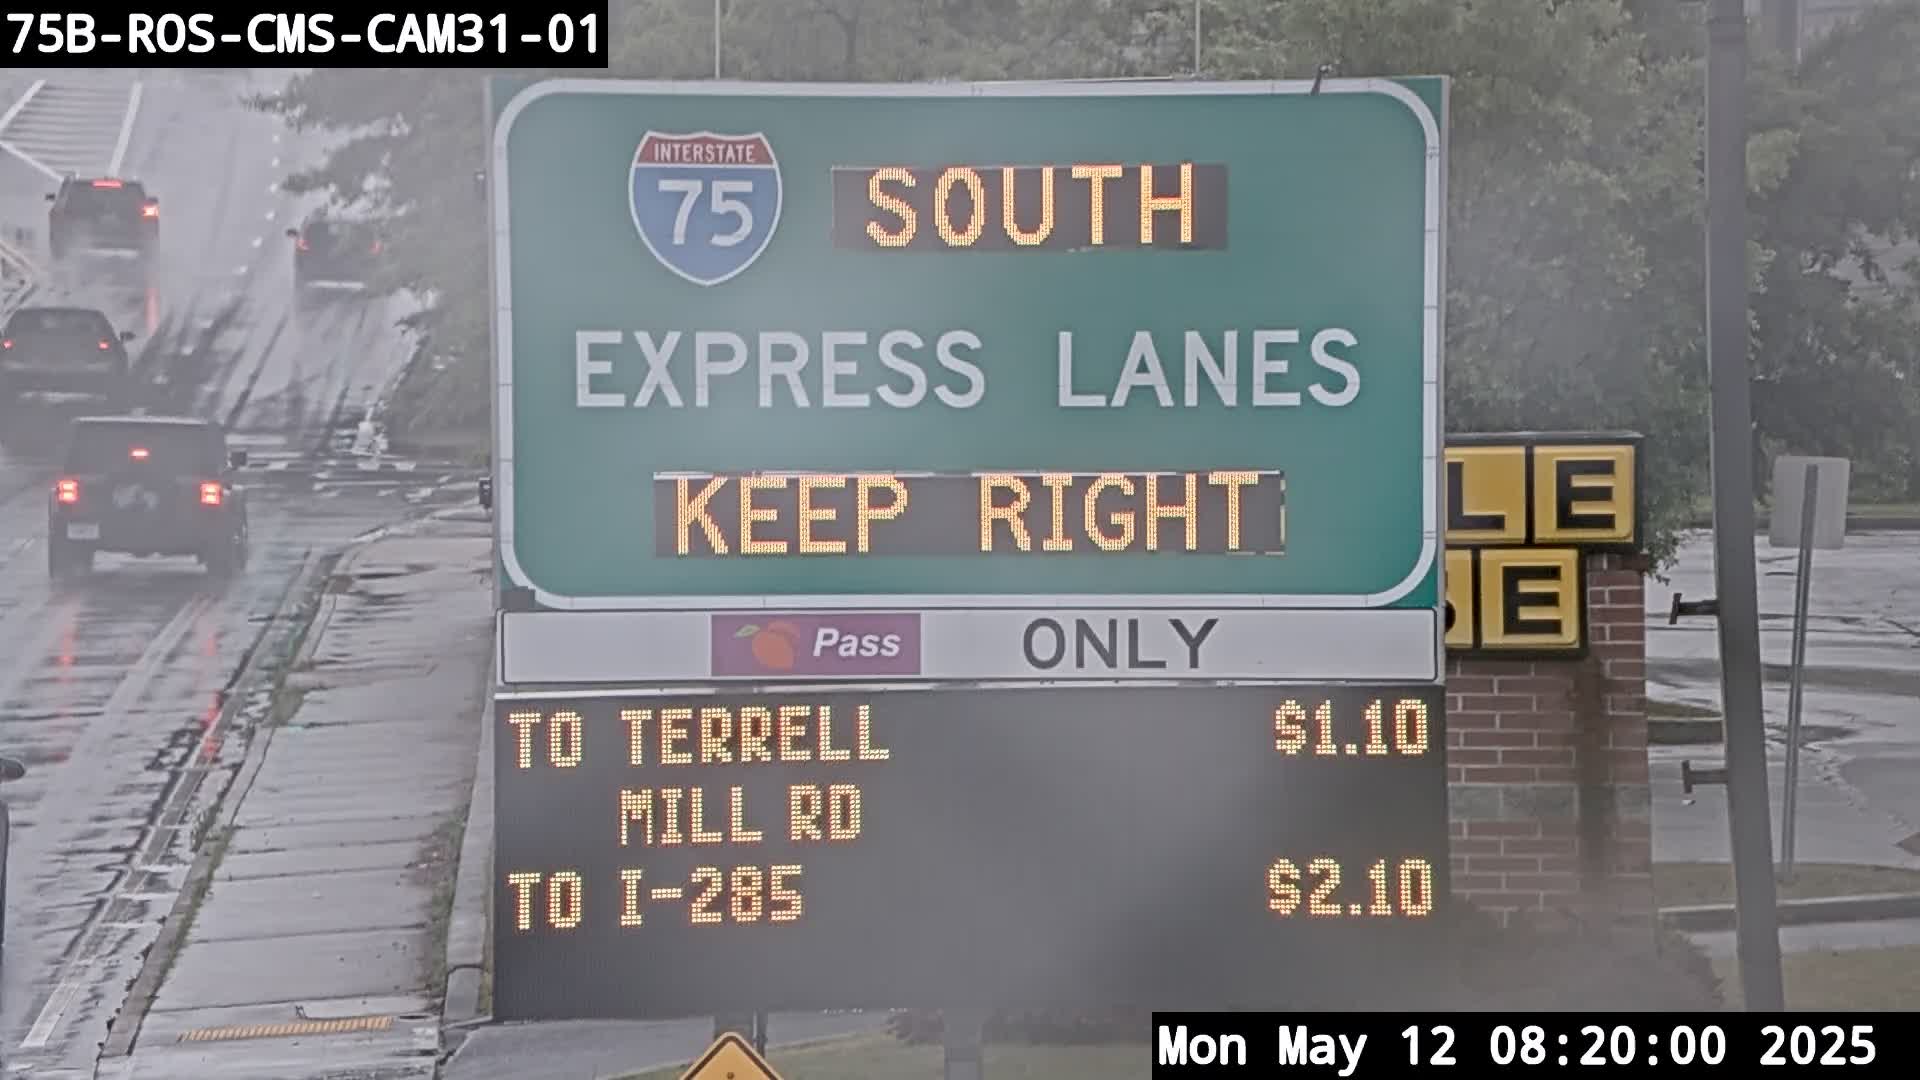 75B-ROS-CMS-CAM31-01
INTERSTATE
75
SOUTH
EXPRESS LANES
KEEP RIGHT
Pass ONLY
TO TERRELL $1.10
MILL RD
TO I-285 $2.10
LE
E
Mon May 12 08:20:00 2025